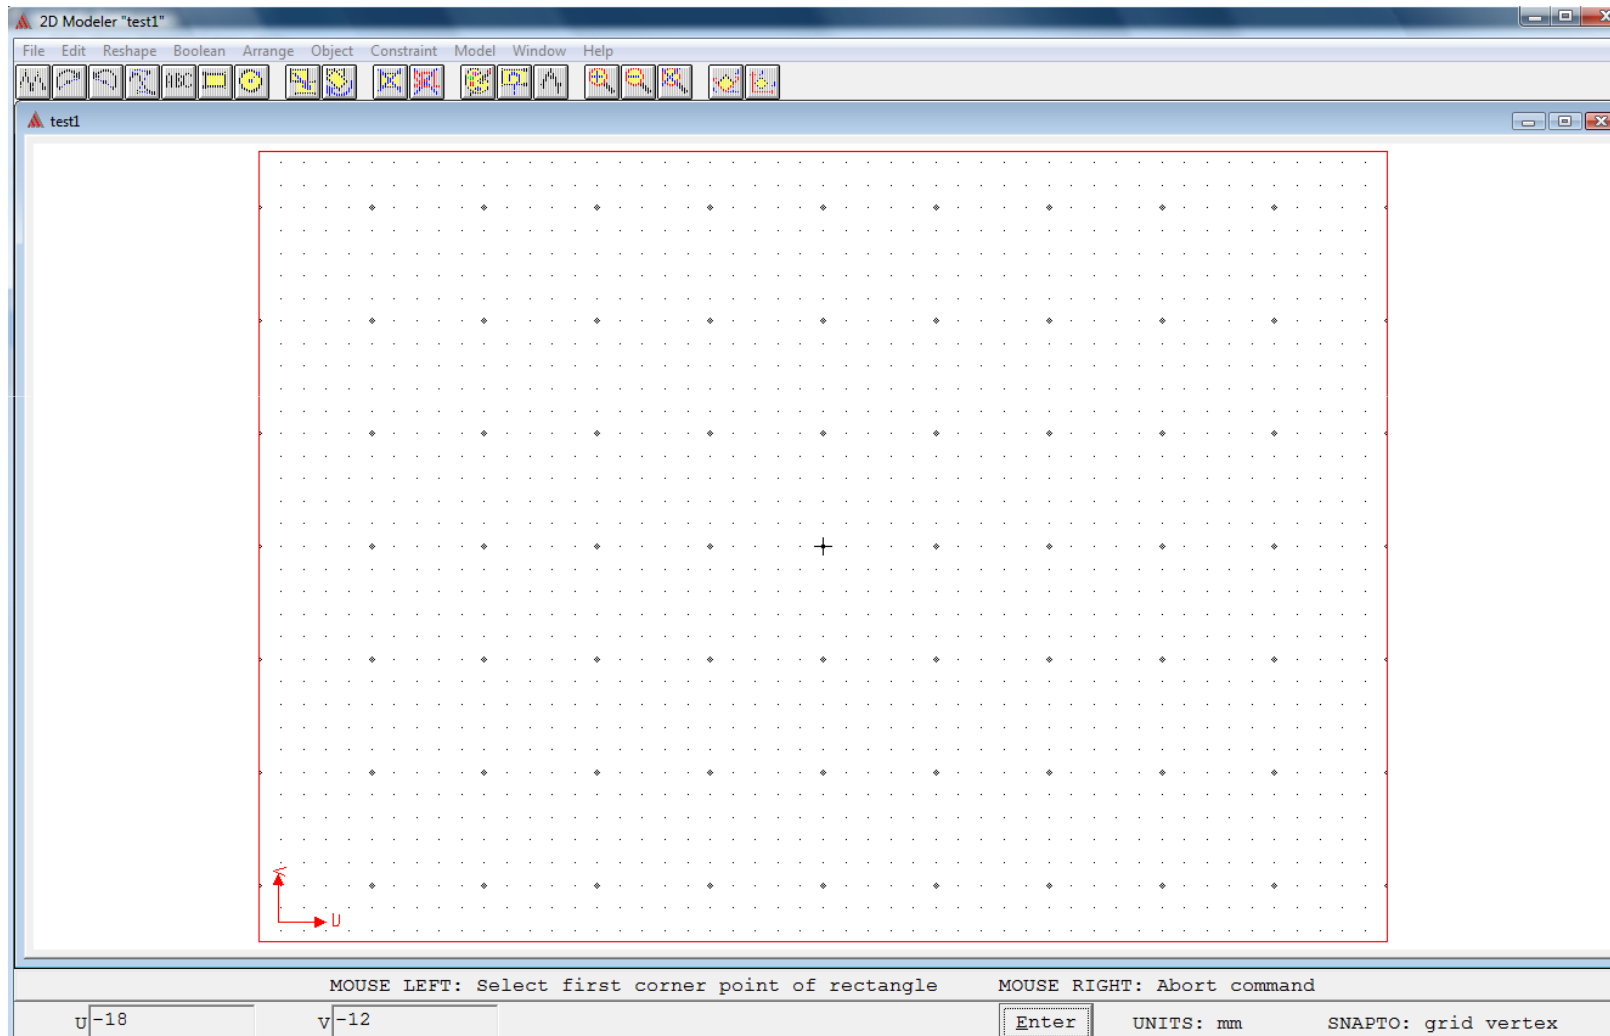 2D Modeler "test1"
File Edit Reshape Boolean Arrange Object Constraint Model Window Help
ABC
test1
V
U
MOUSE LEFT: Select first corner point of rectangle MOUSE RIGHT: Abort command
U -18 V -12 Enter UNITS: mm SNAPTO: grid vertex